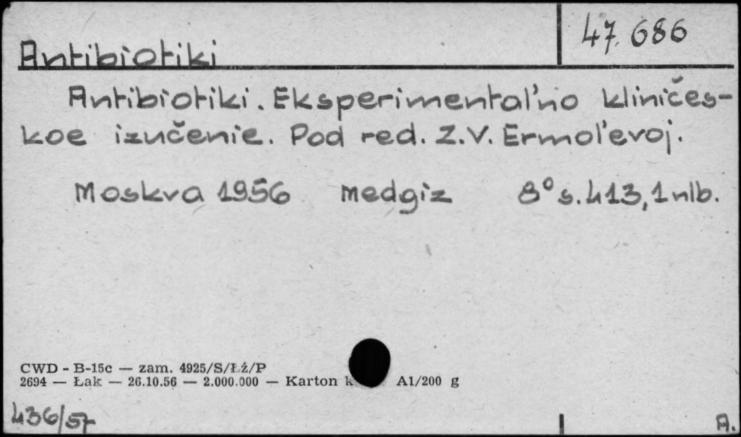 47.686
Antibiotiki
Antibiotiki. Eksperimental'no kliničes-
koe izučenie. Pod red. Z.V. Ermol'evoj.
Moskva 1956 Medgiz 8° s. 413, 1 nlb.
CWD - B-15c — zam. 4925/S/Łż/P
2694 — Łak — 26.10.56 — 2.000.000 — Karton A1/200 g
436/57
A.